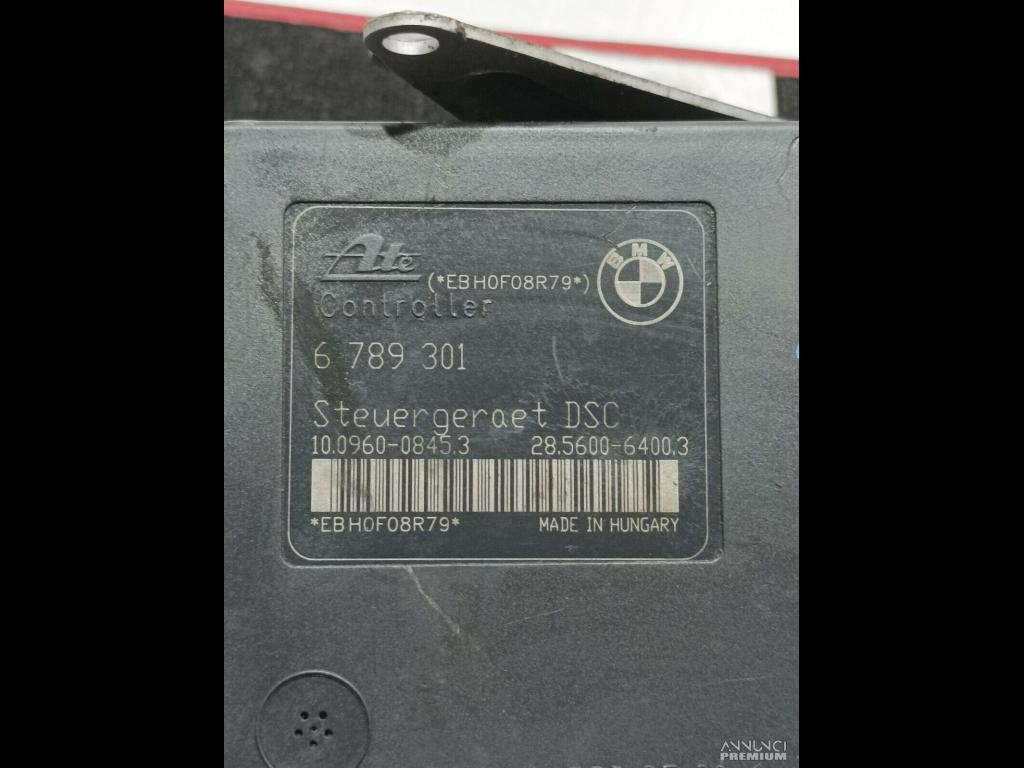 Ate
(*EBH0F08R79*)
BMW
Controller
6 789 301
Steuergeraet DSC
10.0960-0845.3 28.5600-6400.3
*EBH0F08R79* MADE IN HUNGARY
ANNUNCI
PREMIUM